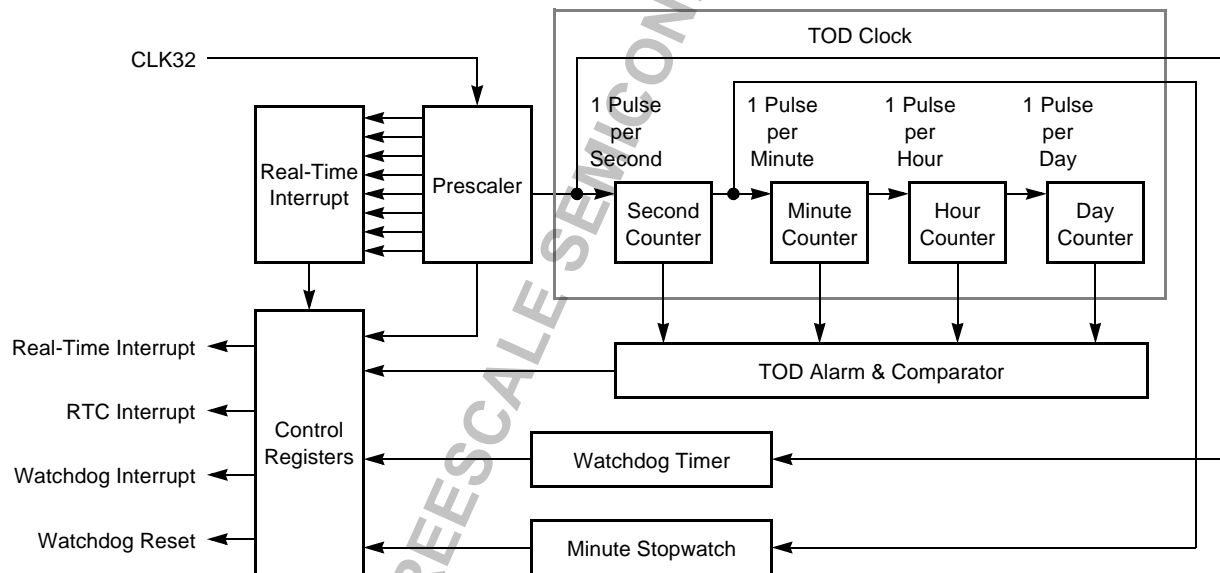 TOD Clock
CLK32
1 Pulse
per
Second
1 Pulse
per
Minute
1 Pulse
per
Hour
1 Pulse
per
Day
Real-Time
Interrupt
Prescaler
Second
Counter
Minute
Counter
Hour
Counter
Day
Counter
Real-Time Interrupt
RTC Interrupt
Watchdog Interrupt
Watchdog Reset
Control
Registers
TOD Alarm & Comparator
Watchdog Timer
Minute Stopwatch
REESCALE SEMICON